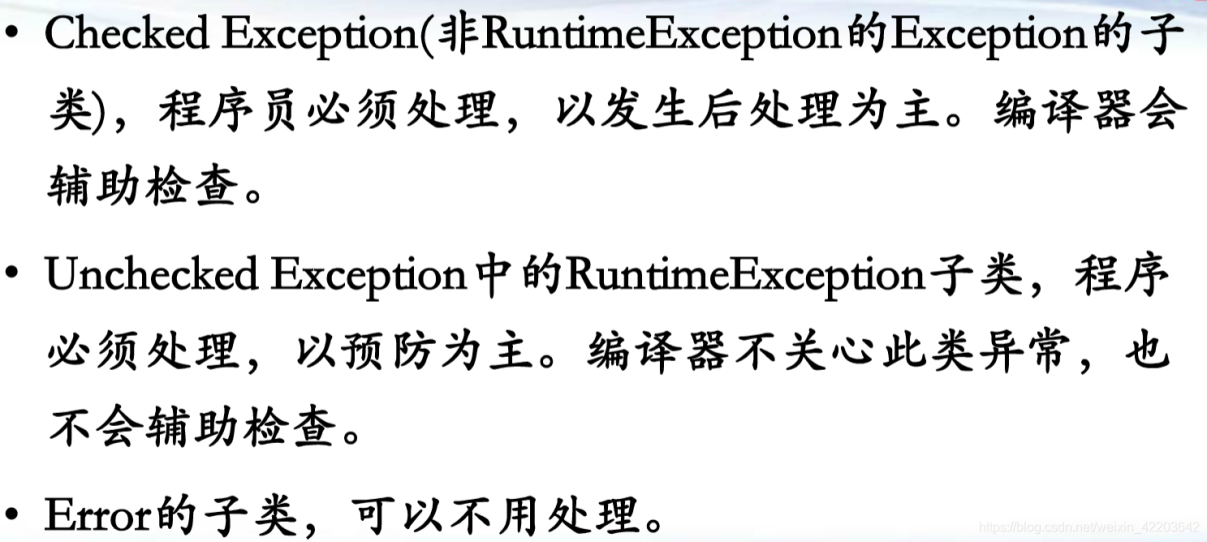 • Checked Exception(非RuntimeException的Exception的子
类)，程序员必须处理，以发生后处理为主。编译器会
辅助检查。
• Unchecked Exception中的RuntimeException子类，程序
必须处理，以预防为主。编译器不关心此类异常，也
不会辅助检查。
• Error的子类，可以不用处理。
https://blog.csdn.net/weixin_42203642